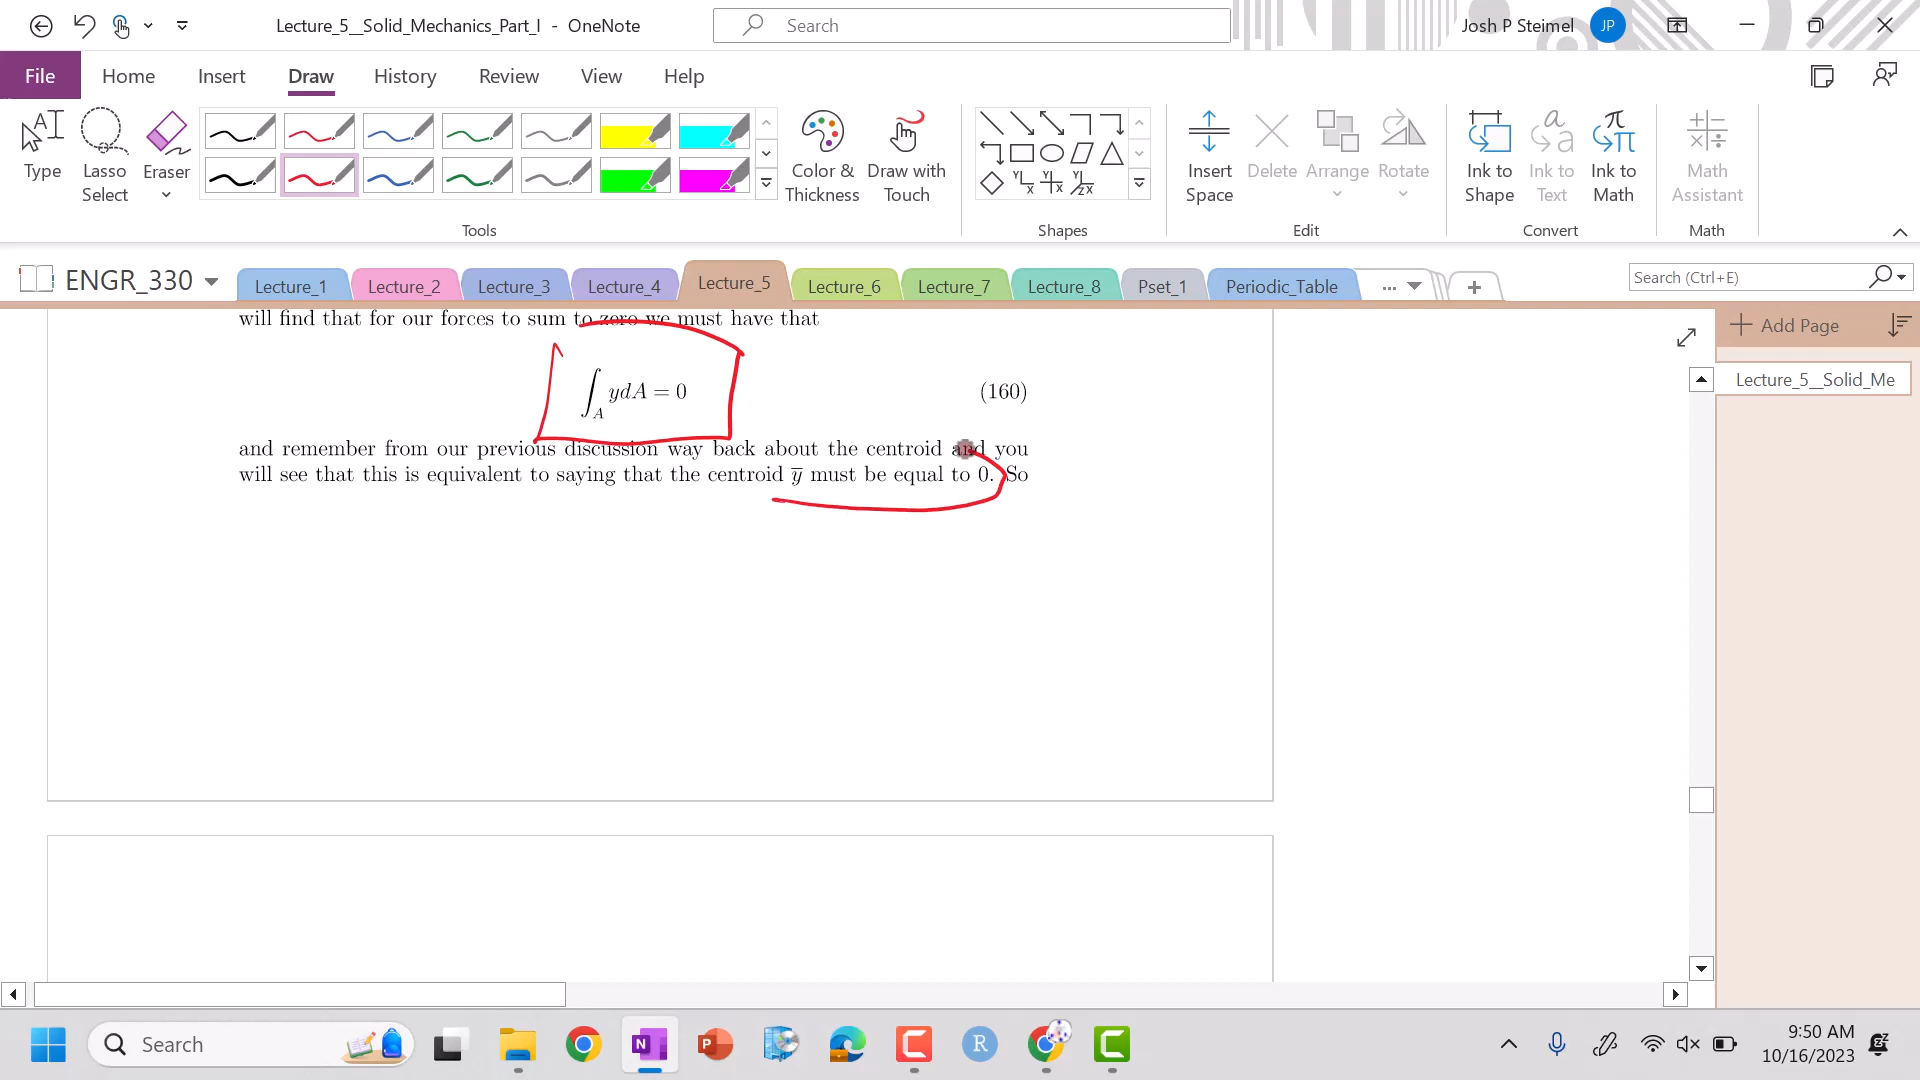 Lecture_5__Solid_Mechanics_Part_I - OneNote
Search
Josh P Steimel
JP
File
Home
Insert
Draw
History
Review
View
Help
Type
Lasso Select
Eraser
Color & Thickness
Draw with Touch
Insert Space
Delete
Arrange
Rotate
Ink to Shape
Ink to Text
Ink to Math
Math Assistant
Tools
Shapes
Edit
Convert
Math
ENGR_330
Lecture_1
Lecture_2
Lecture_3
Lecture_4
Lecture_5
Lecture_6
Lecture_7
Lecture_8
Pset_1
Periodic_Table
...
Search (Ctrl+E)
Add Page
Lecture_5__Solid_Me
will find that for our forces to sum to zero we must have that
∫_A ydA = 0 (160)
and remember from our previous discussion way back about the centroid and you
will see that this is equivalent to saying that the centroid y̅ must be equal to 0. So
Search
9:50 AM
10/16/2023